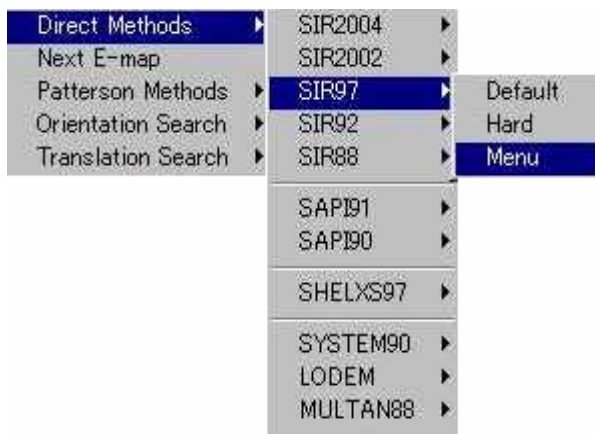 Direct Methods
Next E-map
Patterson Methods
Orientation Search
Translation Search
SIR2004
SIR2002
SIR97
SIR92
SIR88
SAPI91
SAPI90
SHELXS97
SYSTEM90
LODEM
MULTAN88
Default
Hard
Menu